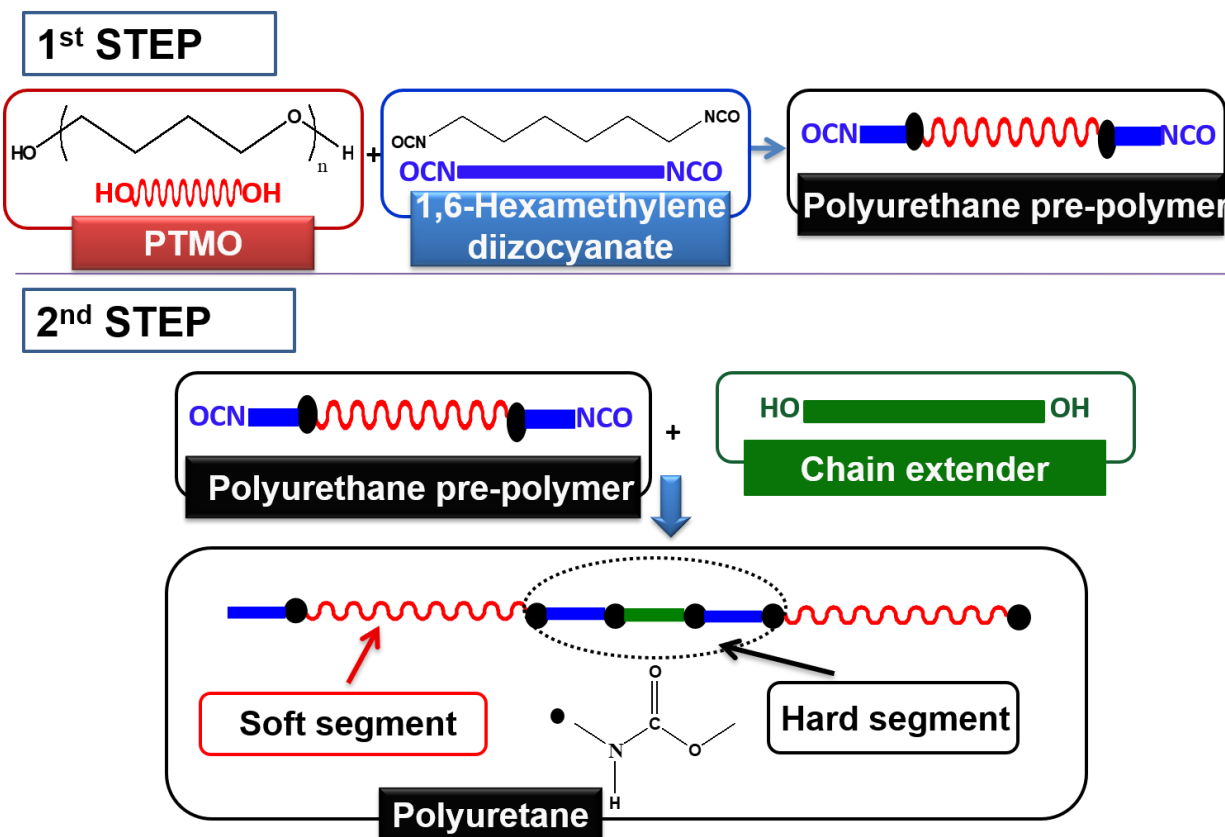 1st STEP
HO
O
H
n
HO OH
PTMO
+
OCN
NCO
OCN NCO
1,6-Hexamethylene
diizocyanate
OCN NCO
Polyurethane pre-polymer
2nd STEP
OCN NCO
Polyurethane pre-polymer
+
HO OH
Chain extender
Soft segment
O
C
N
O
H
Hard segment
Polyuretane